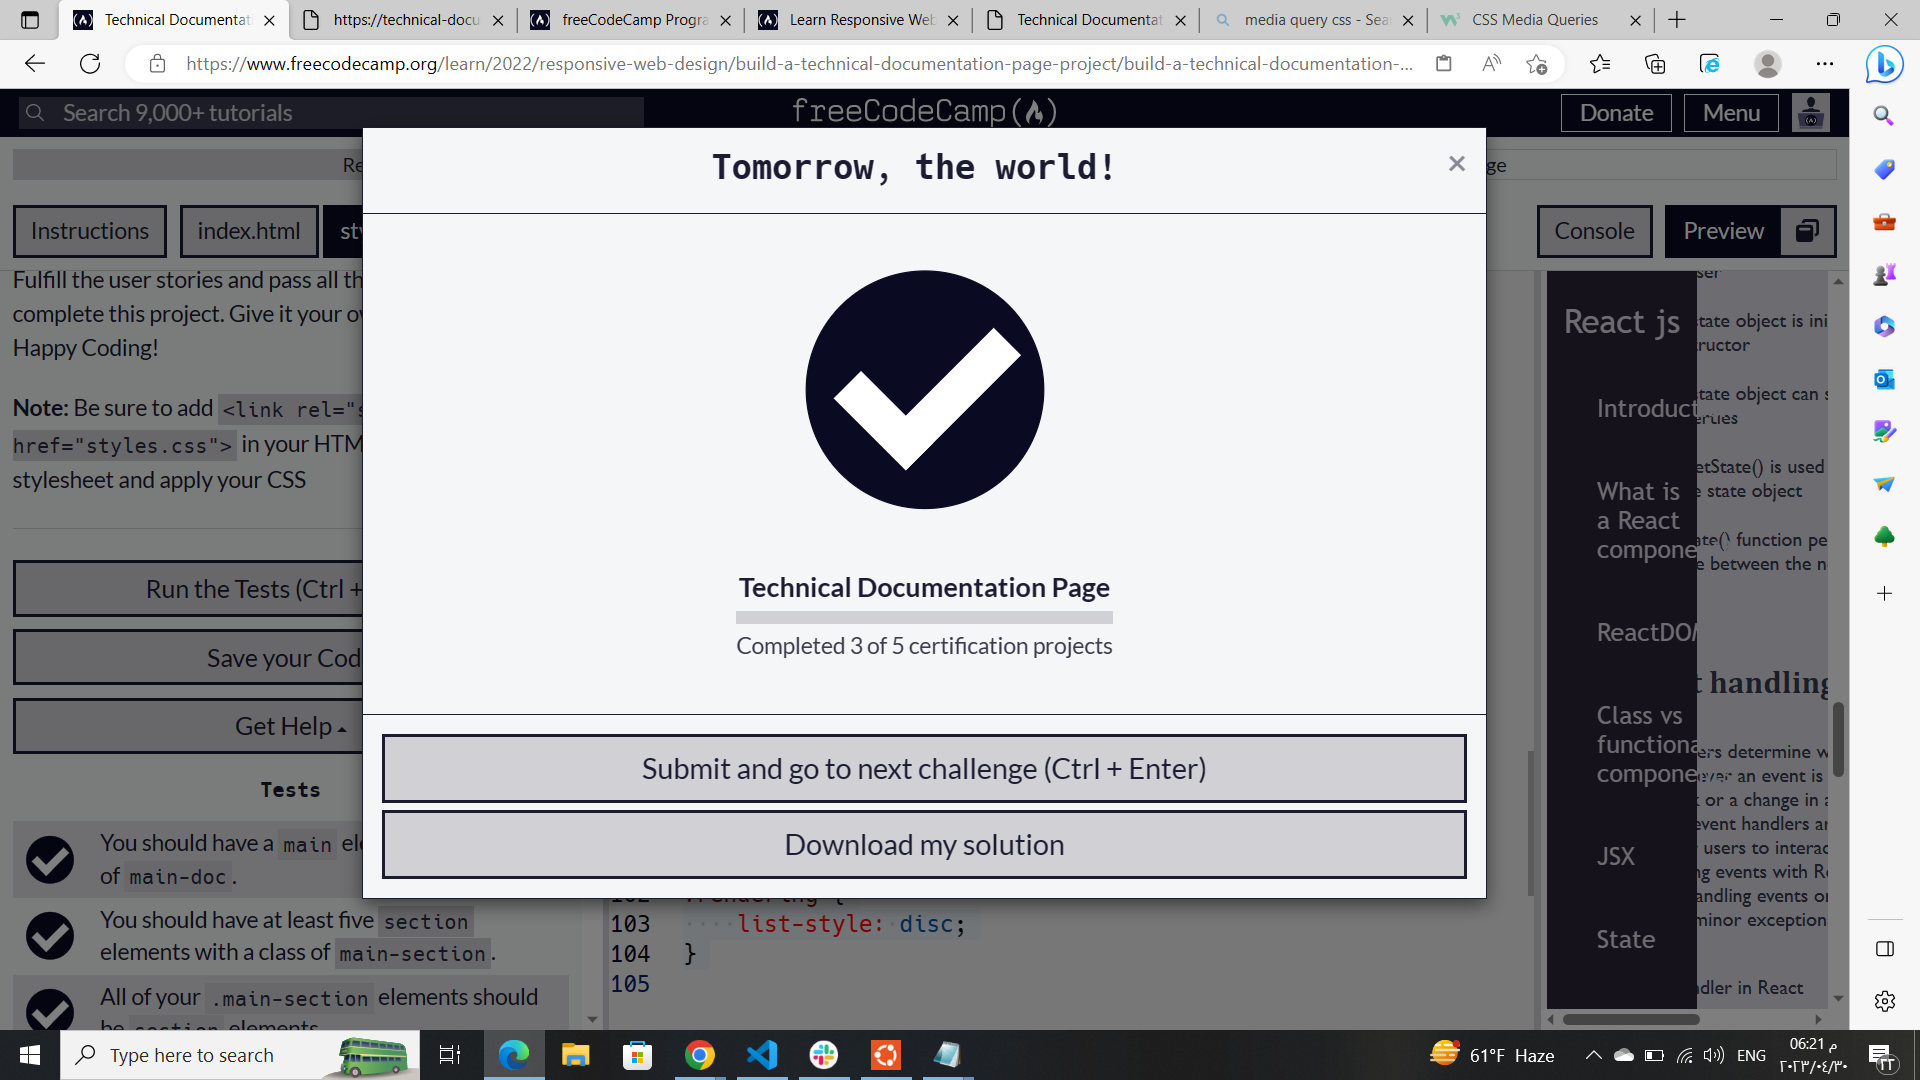 Technical Documentati
https://technical-docu
freeCodeCamp Progra
Learn Responsive Web
Technical Documentat
media query css - Sea
CSS Media Queries
https://www.freecodecamp.org/learn/2022/responsive-web-design/build-a-technical-documentation-page-project/build-a-technical-documentation-...
Search 9,000+ tutorials
freeCodeCamp
Donate
Menu
Tomorrow, the world!
×
Instructions
index.html
Console
Preview
Fulfill the user stories and pass all th
complete this project. Give it your o
Happy Coding!
Note: Be sure to add <link rel="s
href="styles.css"> in your HTM
stylesheet and apply your CSS
Run the Tests (Ctrl +
Save your Cod
Get Help
Tests
You should have a main el
of main-doc.
You should have at least five section
elements with a class of main-section.
All of your .main-section elements should
be section elements
Technical Documentation Page
Completed 3 of 5 certification projects
Submit and go to next challenge (Ctrl + Enter)
Download my solution
103 list-style: disc;
104 }
105
React js
Introduct
What is
a React
compone
ReactDOM
Class vs
functiona
compone
JSX
State
tate object is ini
ructor
tate object can s
erties
etState() is used
e state object
ate() function pe
e between the n
t handling
ers determine w
ver an event is
or a change in a
event handlers ar
users to interac
ng events with Re
andling events o
minor exception
ndler in React
Type here to search
61°F Haze
ENG
06:21 م
٢٠٢٣/٠٤/٣٠